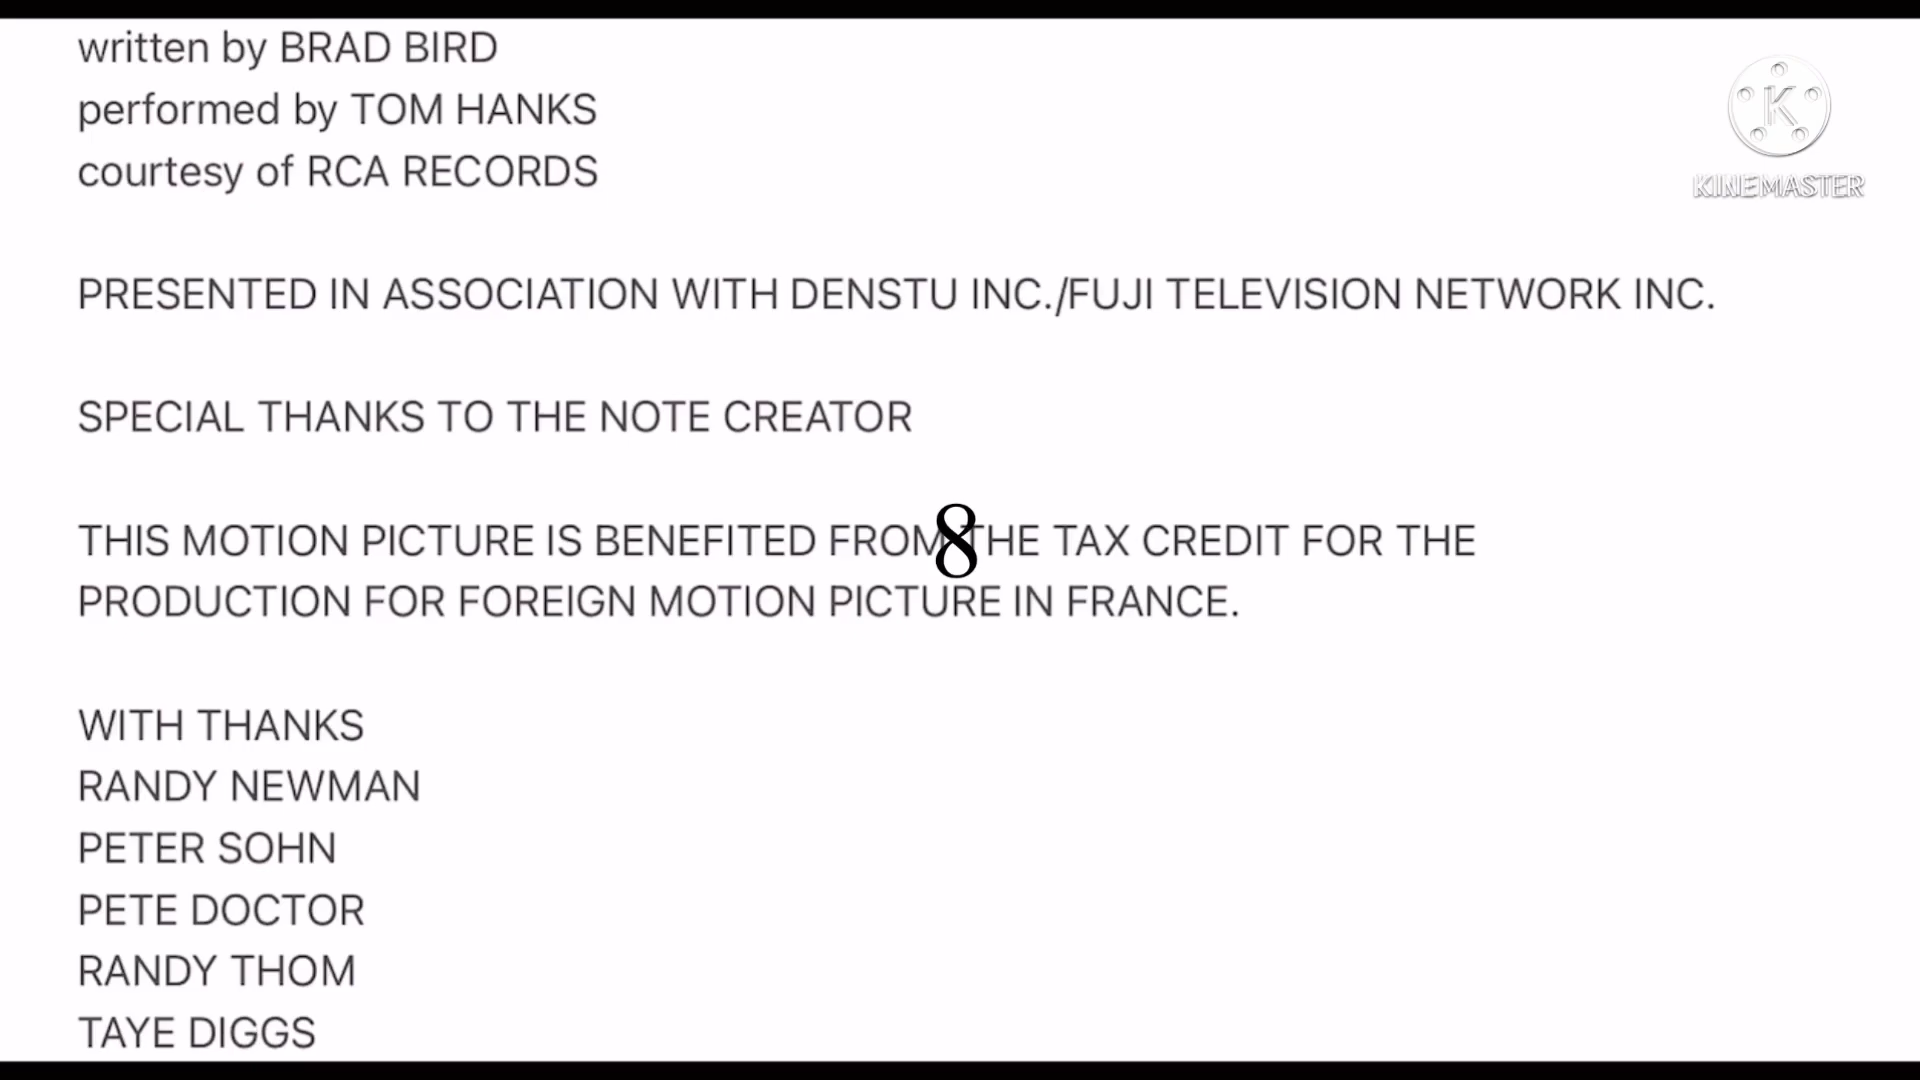 written by BRAD BIRD
performed by TOM HANKS
courtesy of RCA RECORDS
K
KINEMASTER
PRESENTED IN ASSOCIATION WITH DENSTU INC./FUJI TELEVISION NETWORK INC.
SPECIAL THANKS TO THE NOTE CREATOR
THIS MOTION PICTURE IS BENEFITED FROM THE TAX CREDIT FOR THE
8
PRODUCTION FOR FOREIGN MOTION PICTURE IN FRANCE.
WITH THANKS
RANDY NEWMAN
PETER SOHN
PETE DOCTOR
RANDY THOM
TAYE DIGGS